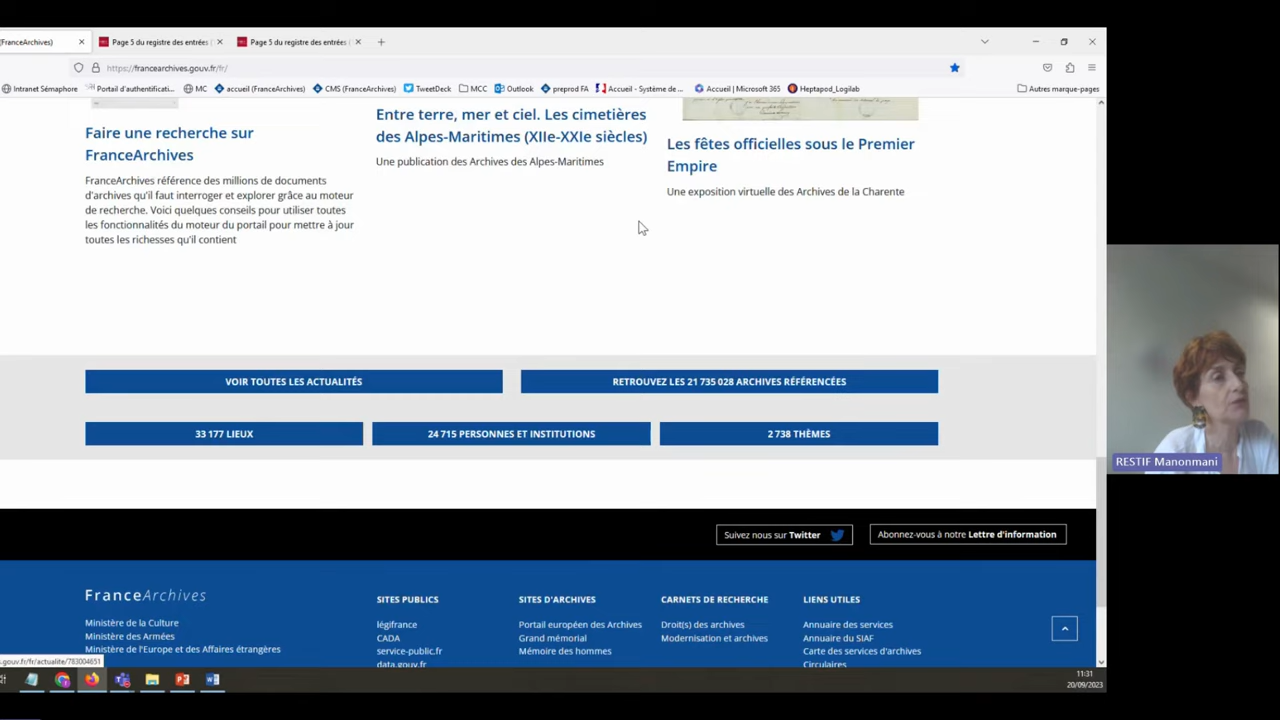 FranceArchives)
Page 5 du registre des entrées
Page 5 du registre des entrées
https://francearchives.gouv.fr/fr/
Intranet Sémaphore
Portail d'authentificati...
MC
accueil (FranceArchives)
CMS (FranceArchives)
TweetDeck
MCC
Outlook
preprod FA
Accueil - Système de ...
Accueil | Microsoft 365
Heptapod_Logilab
Autres marque-pages
Faire une recherche sur
FranceArchives
FranceArchives référence des millions de documents
d'archives qu'il faut interroger et explorer grâce au moteur
de recherche. Voici quelques conseils pour utiliser toutes
les fonctionnalités du moteur du portail pour mettre à jour
toutes les richesses qu'il contient
Entre terre, mer et ciel. Les cimetières
des Alpes-Maritimes (XIIe-XXIe siècles)
Une publication des Archives des Alpes-Maritimes
Les fêtes officielles sous le Premier
Empire
Une exposition virtuelle des Archives de la Charente
VOIR TOUTES LES ACTUALITÉS
RETROUVEZ LES 21 735 028 ARCHIVES RÉFÉRENCÉES
33 177 LIEUX
24 715 PERSONNES ET INSTITUTIONS
2 738 THÈMES
RESTIF Manonmani
Suivez nous sur Twitter
Abonnez-vous à notre Lettre d'information
FranceArchives
Ministère de la Culture
Ministère des Armées
Ministère de l'Europe et des Affaires étrangères
SITES PUBLICS
légifrance
CADA
service-public.fr
data.gouv.fr
SITES D'ARCHIVES
Portail européen des Archives
Grand mémorial
Mémoire des hommes
CARNETS DE RECHERCHE
Droit(s) des archives
Modernisation et archives
LIENS UTILES
Annuaire des services
Annuaire du SIAF
Carte des services d'archives
Circulaires
s.gouv.fr/fr/actualite/783004651
11:31
20/09/2023